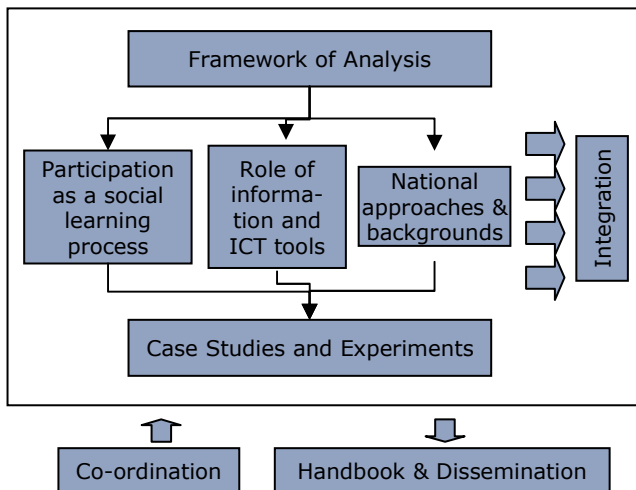 Framework of Analysis
Participation
as a social
learning
process
Role of
informa-
tion and
ICT tools
National
approaches &
backgrounds
Integration
Case Studies and Experiments
Co-ordination
Handbook & Dissemination